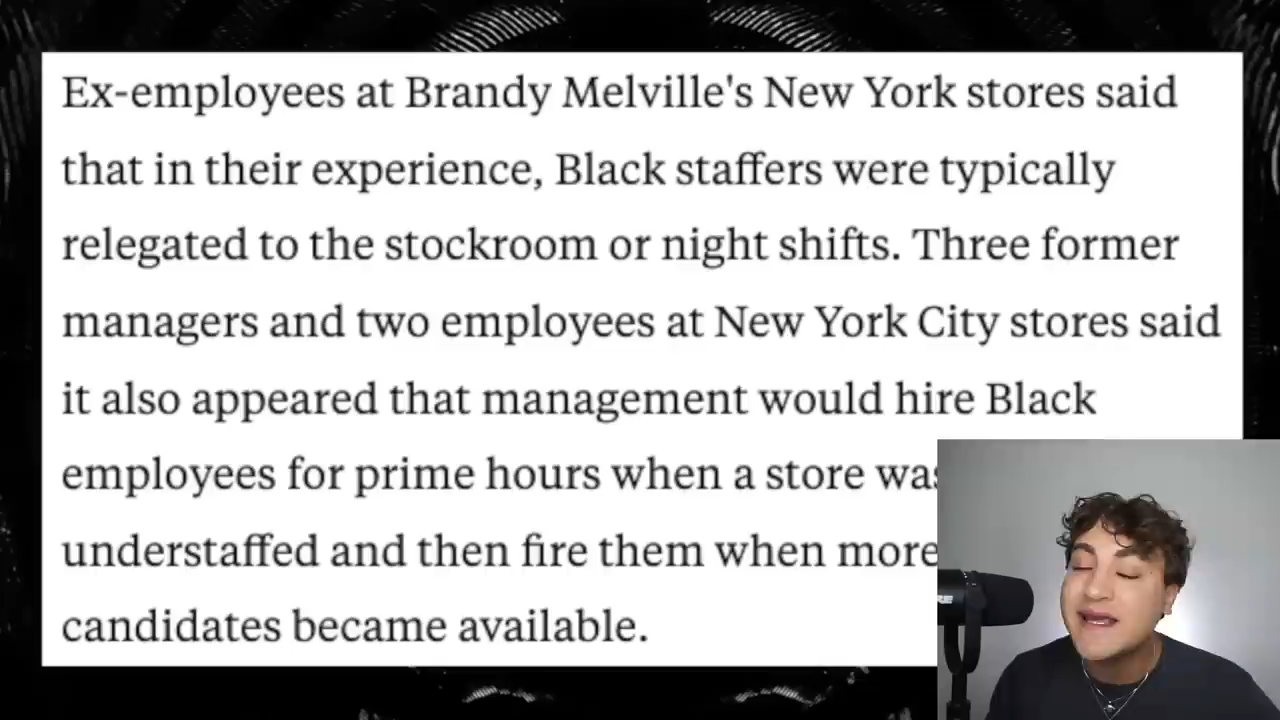 Ex-employees at Brandy Melville's New York stores said
that in their experience, Black staffers were typically
relegated to the stockroom or night shifts. Three former
managers and two employees at New York City stores said
it also appeared that management would hire Black
employees for prime hours when a store was
understaffed and then fire them when more
candidates became available.